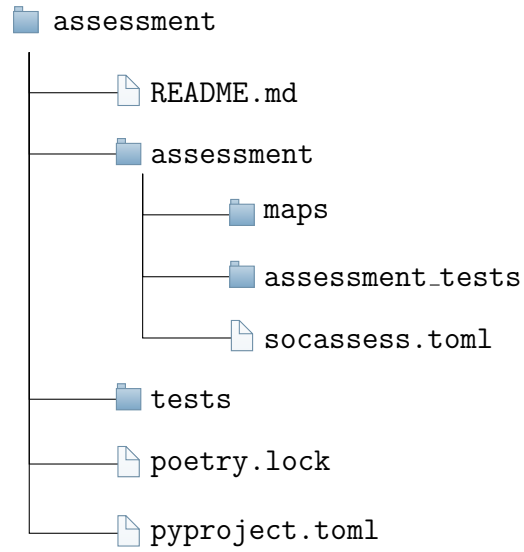 assessment
README.md
assessment
maps
assessment_tests
socassess.toml
tests
poetry.lock
pyproject.toml